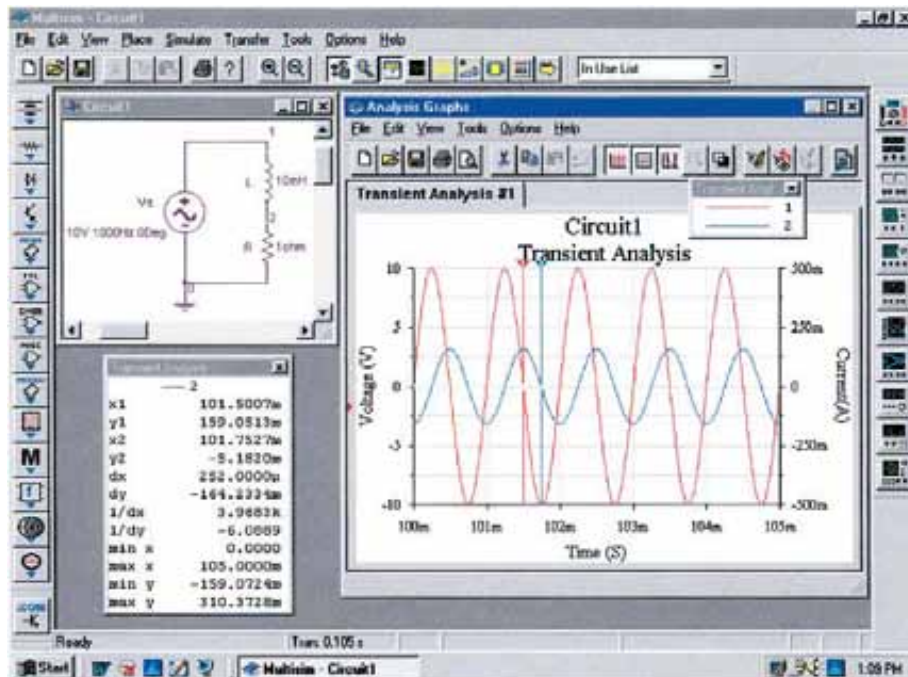 Multisim - Circuit1
File Edit View Place Simulate Transfer Tools Options Help
In Use List
Circuit1
1
L
10mH
2
Vs
10V 1000Hz 0Deg
R
1ohm
0
Analysis Graphs
File Edit View Tools Options Help
Transient Analysis #1
1
2
Circuit1
Transient Analysis
Voltage (V)
10
5
0
-5
-10
Current(A)
500m
250m
0
-250m
-500m
100m 101m 102m 103m 104m 105m
Time (S)
Transient Analysis
2
x1 101.5007m
y1 159.0513m
x2 101.7527m
y2 -5.1820m
dx 252.0000µ
dy -164.2334m
1/dx 3.9683k
1/dy -6.0889
min x 0.0000
max x 105.0000m
min y -159.0724m
max y 310.3728m
M
Ready
Tran: 0.105 s
Start
Multisim - Circuit1
1:09 PM